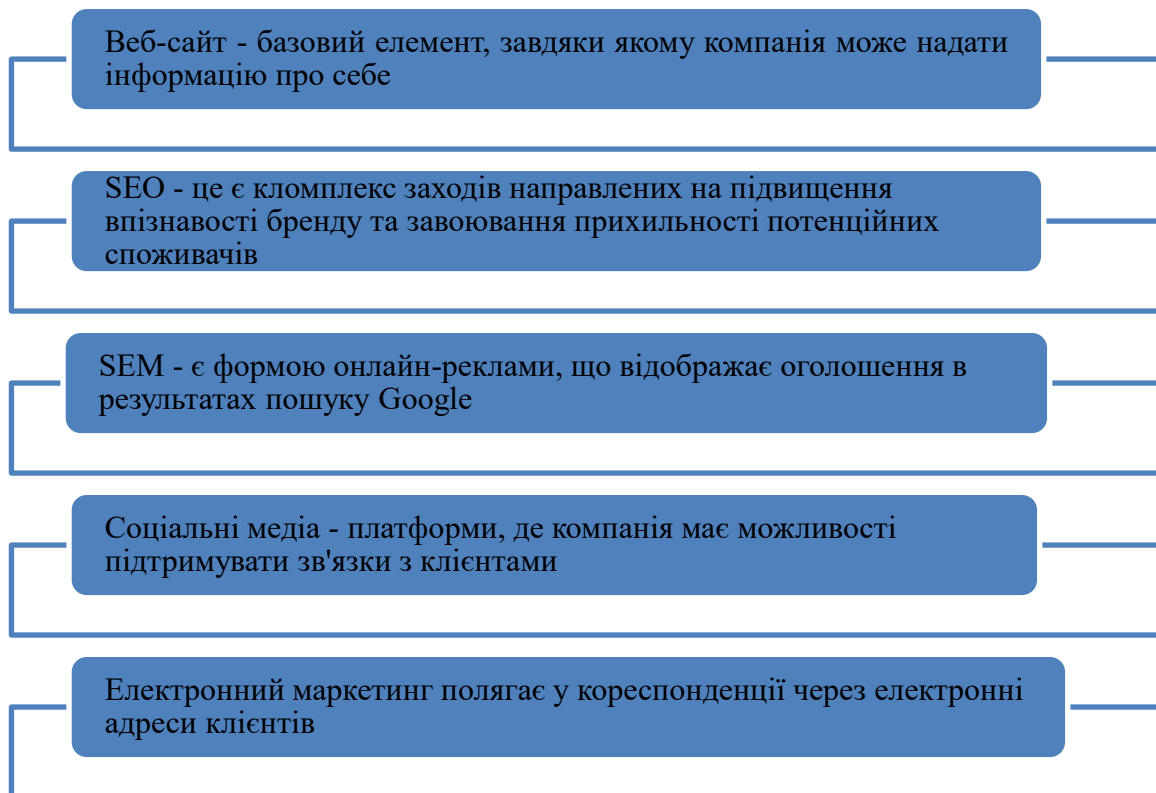 Веб-сайт - базовий елемент, завдяки якому компанія може надати
інформацію про себе
SEO - це є кломплекс заходів направлених на підвищення
впізнавості бренду та завоювання прихильності потенційних
споживачів
SEM - є формою онлайн-реклами, що відображає оголошення в
результатах пошуку Google
Соціальні медіа - платформи, де компанія має можливості
підтримувати зв'язки з клієнтами
Електронний маркетинг полягає у кореспонденції через електронні
адреси клієнтів